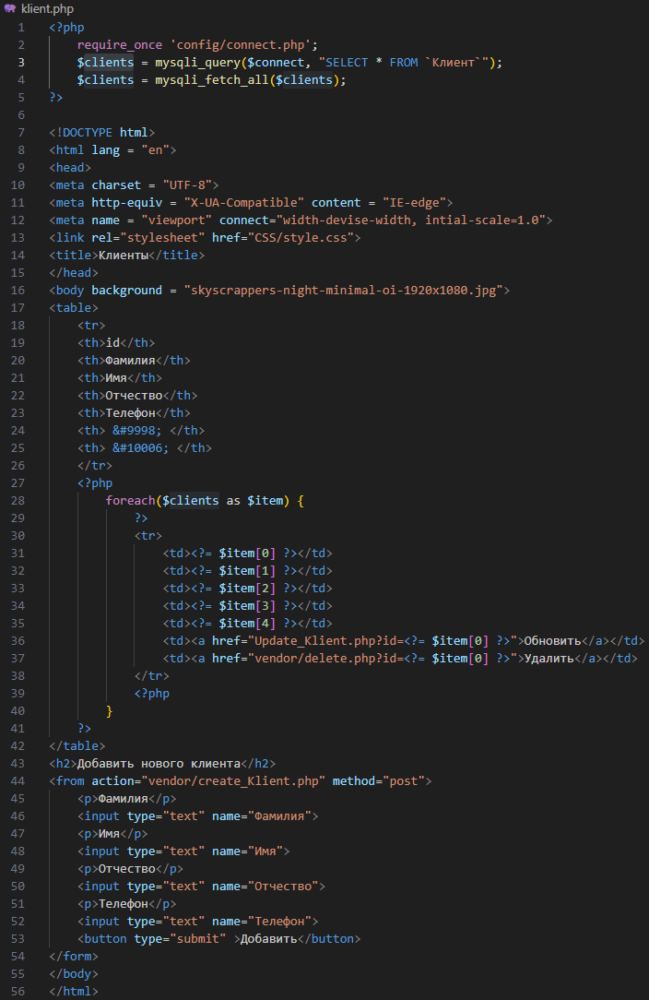 klient.php
1 <?php
2     require_once 'config/connect.php';
3     $clients = mysqli_query($connect, "SELECT * FROM `Клиент`");
4     $clients = mysqli_fetch_all($clients);
5 ?>
6
7 <!DOCTYPE html>
8 <html lang = "en">
9 <head>
10 <meta charset = "UTF-8">
11 <meta http-equiv = "X-UA-Compatible" content = "IE-edge">
12 <meta name = "viewport" connect="width-devise-width, intial-scale=1.0">
13 <link rel="stylesheet" href="CSS/style.css">
14 <title>Клиенты</title>
15 </head>
16 <body background = "skyscrappers-night-minimal-oi-1920x1080.jpg">
17 <table>
18     <tr>
19     <th>id</th>
20     <th>Фамилия</th>
21     <th>Имя</th>
22     <th>Отчество</th>
23     <th>Телефон</th>
24     <th> &#9998; </th>
25     <th> &#10006; </th>
26     </tr>
27     <?php
28         foreach($clients as $item) {
29             ?>
30             <tr>
31                 <td><?= $item[0] ?></td>
32                 <td><?= $item[1] ?></td>
33                 <td><?= $item[2] ?></td>
34                 <td><?= $item[3] ?></td>
35                 <td><?= $item[4] ?></td>
36                 <td><a href="Update_Klient.php?id=<?= $item[0] ?>">Обновить</a></td>
37                 <td><a href="vendor/delete.php?id=<?= $item[0] ?>">Удалить</a></td>
38             </tr>
39             <?php
40         }
41     ?>
42 </table>
43 <h2>Добавить нового клиента</h2>
44 <from action="vendor/create_Klient.php" method="post">
45     <p>Фамилия</p>
46     <input type="text" name="Фамилия">
47     <p>Имя</p>
48     <input type="text" name="Имя">
49     <p>Отчество</p>
50     <input type="text" name="Отчество">
51     <p>Телефон</p>
52     <input type="text" name="Телефон">
53     <button type="submit" >Добавить</button>
54 </form>
55 </body>
56 </html>